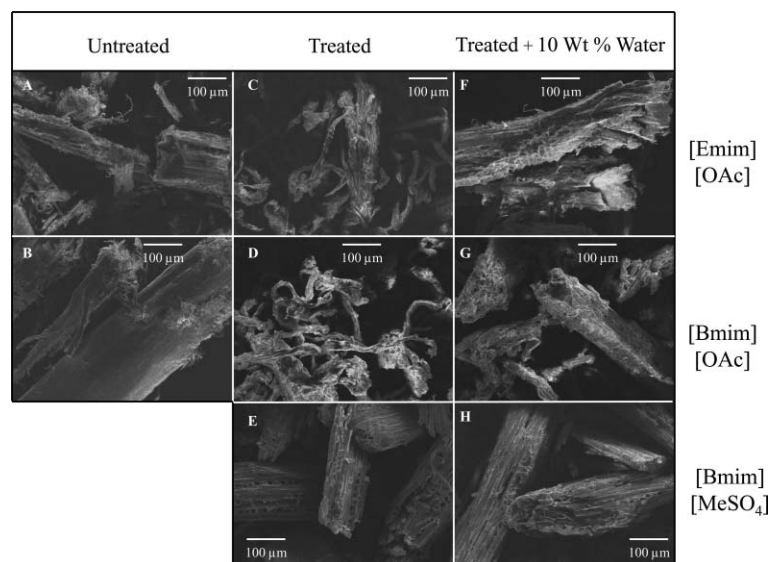 Untreated
Treated
Treated + 10 Wt % Water
A
100 µm
C
100 µm
F
100 µm
[Emim]
[OAc]
B
100 µm
D
100 µm
G
100 µm
[Bmim]
[OAc]
E
100 µm
H
100 µm
[Bmim]
[MeSO₄]